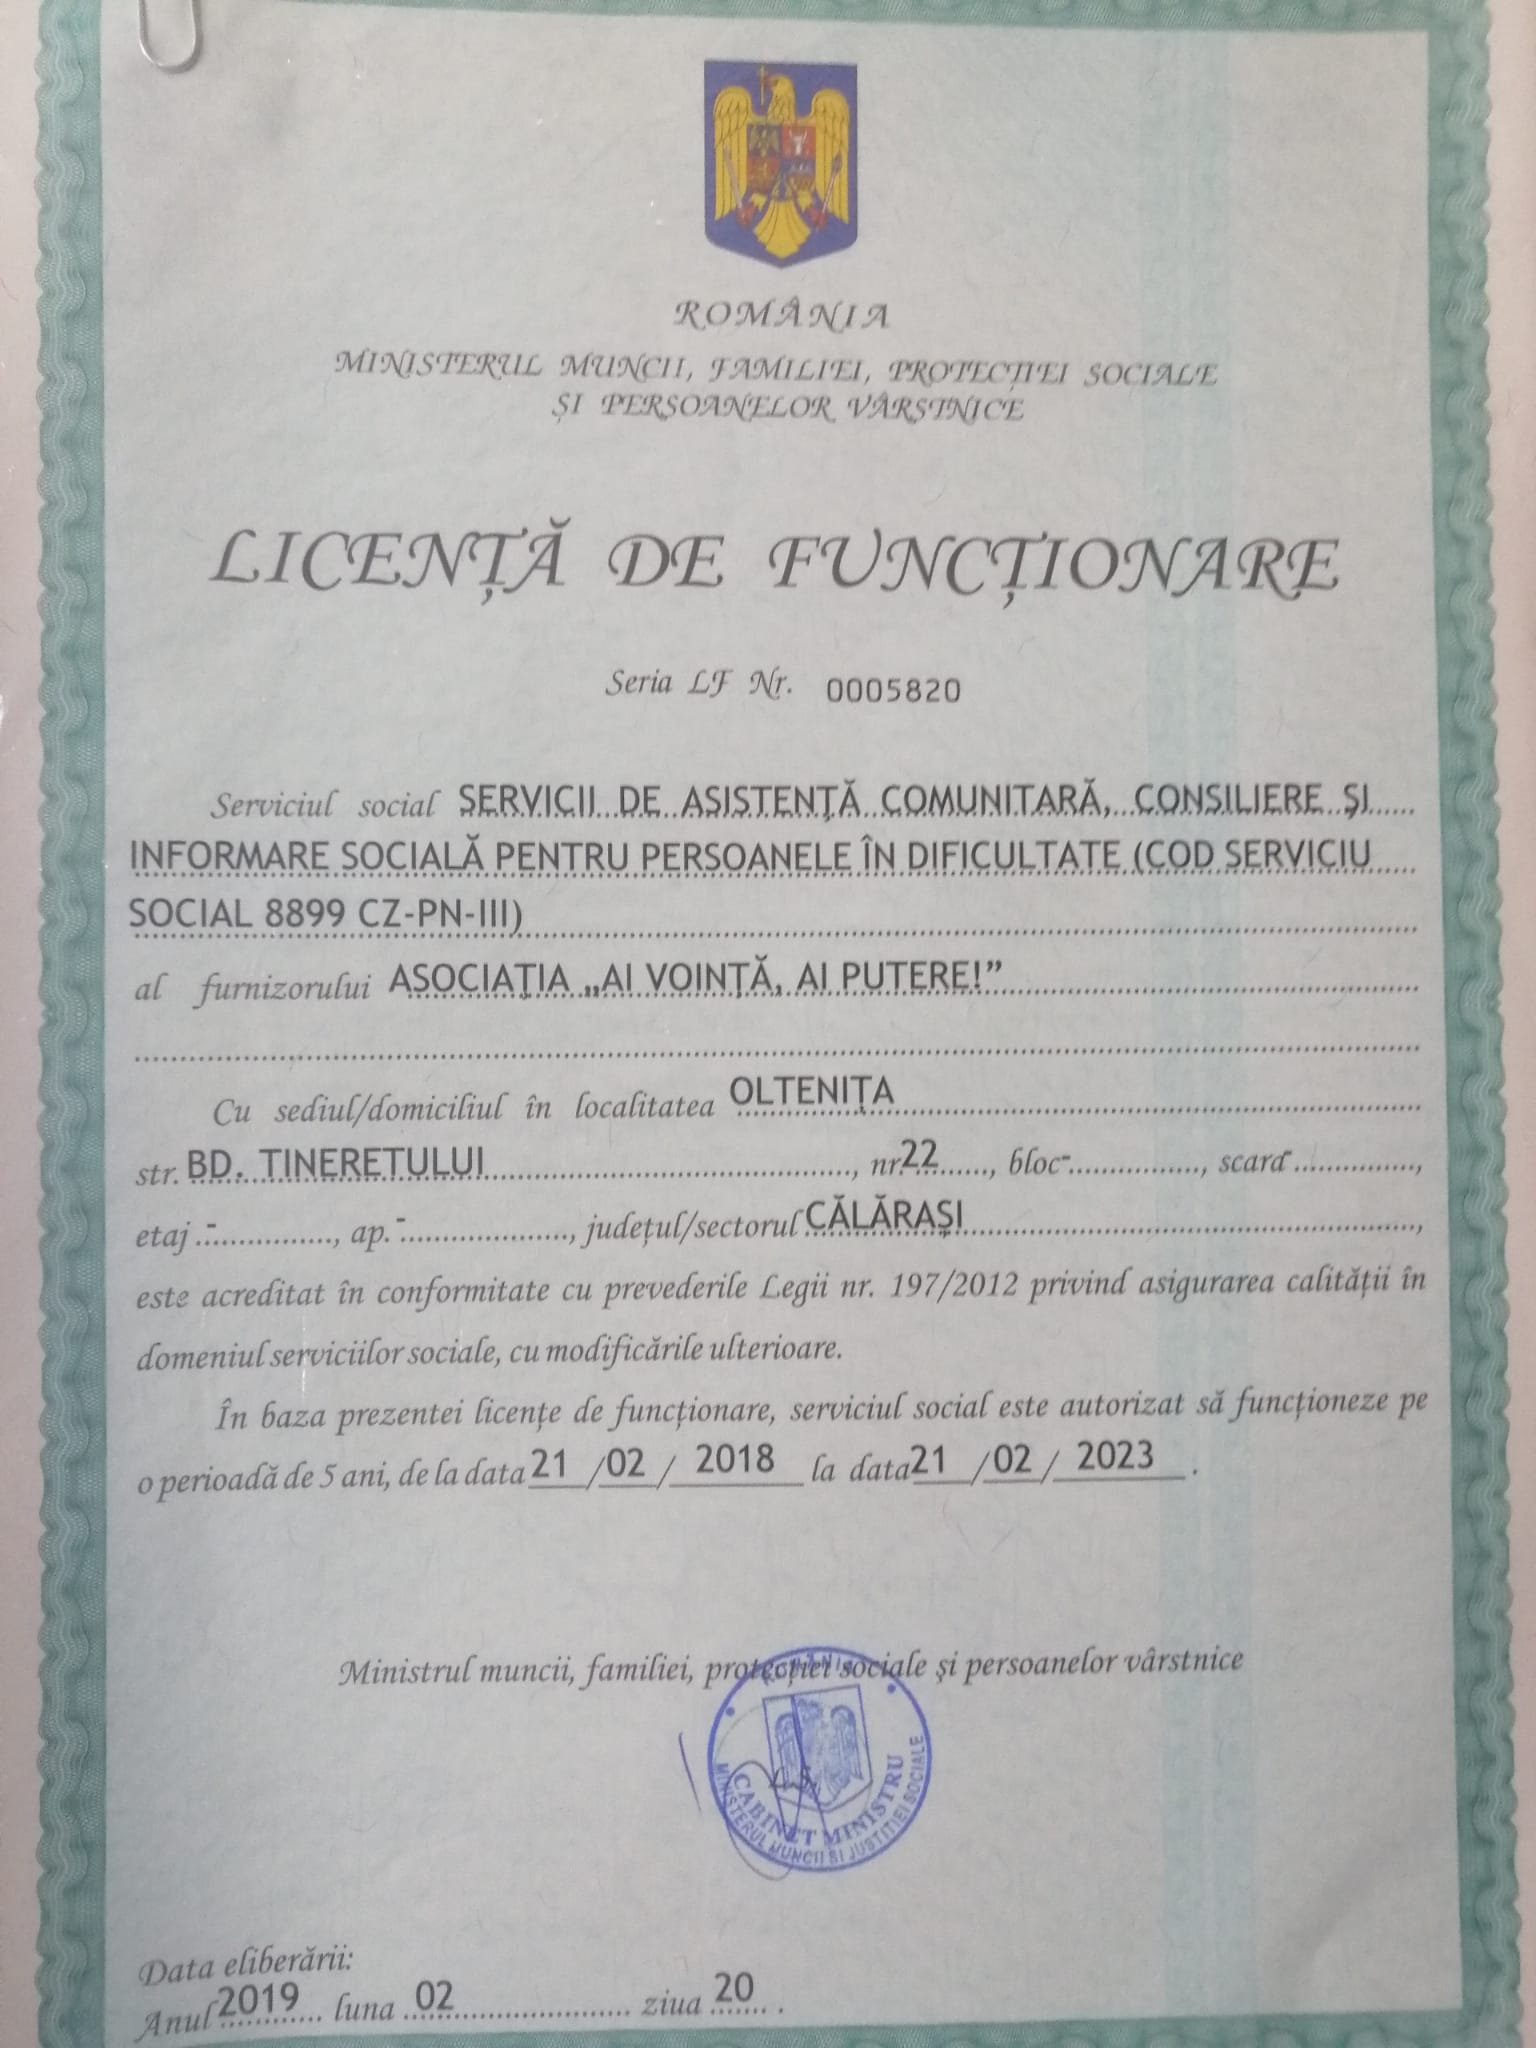 ROMÂNIA
MINISTERUL MUNCII, FAMILIEI, PROTECȚIEI SOCIALE
ȘI PERSOANELOR VÂRSTNICE
LICENȚĂ DE FUNCȚIONARE
Seria LF Nr. 0005820
Serviciul social SERVICII DE ASISTENȚĂ COMUNITARĂ, CONSILIERE ȘI
INFORMARE SOCIALĂ PENTRU PERSOANELE ÎN DIFICULTATE (COD SERVICIU
SOCIAL 8899 CZ-PN-III)
al furnizorului ASOCIAȚIA „AI VOINȚĂ, AI PUTERE!”
Cu sediul/domiciliul în localitatea OLTENIȚA
str. BD. TINERETULUI, nr. 22, bloc -, scara -,
etaj -, ap. -, județul/sectorul CĂLĂRAȘI,
este acreditat în conformitate cu prevederile Legii nr. 197/2012 privind asigurarea calității în
domeniul serviciilor sociale, cu modificările ulterioare.
În baza prezentei licențe de funcționare, serviciul social este autorizat să funcționeze pe
o perioadă de 5 ani, de la data 21 / 02 / 2018 la data 21 / 02 / 2023.
Ministrul muncii, familiei, protecției sociale și persoanelor vârstnice
ROMÂNIA
CABINET MINISTRU
MINISTERUL MUNCII SI JUSTITIEI SOCIALE
Data eliberării:
Anul 2019 luna 02 ziua 20.